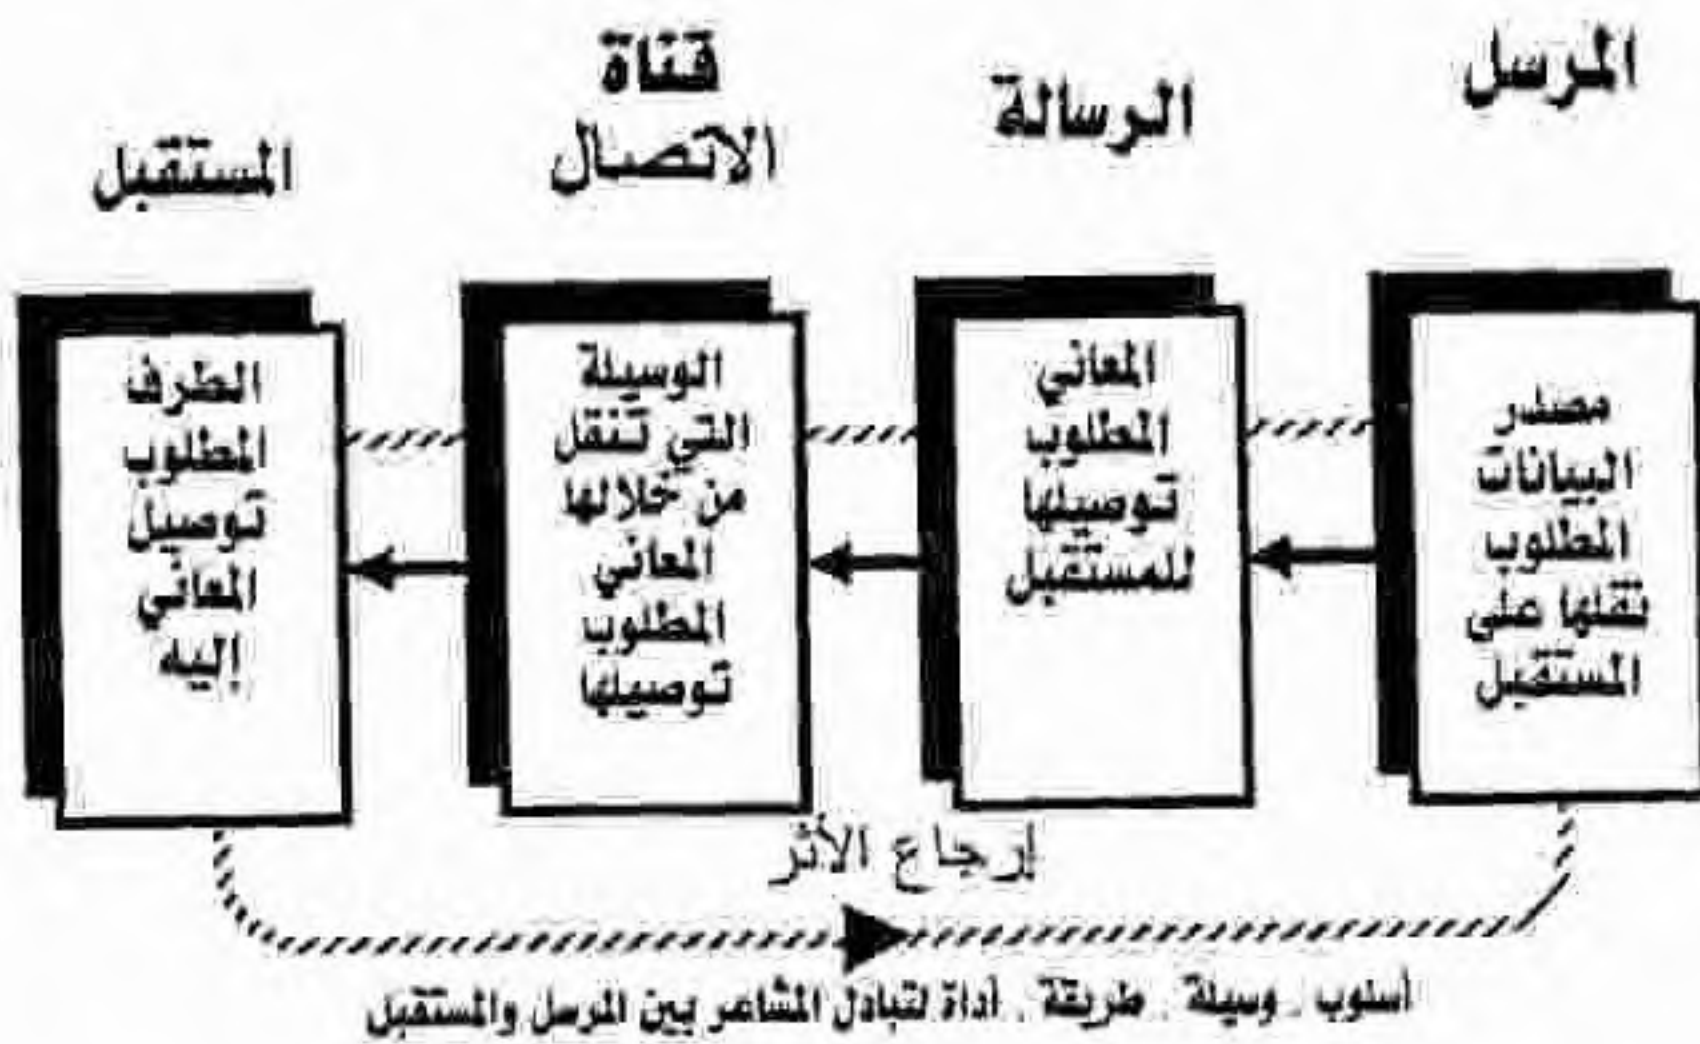 المرسل
الرسالة
قناة
الاتصال
المستقبل
مصدر
البيانات
المطلوب
نقلها على
المستقبل
المعاني
المطلوب
توصيلها
للمستقبل
الوسيلة
التي تنقل
من خلالها
المعاني
المطلوب
توصيلها
الطرف
المطلوب
توصيل
المعاني
إليه
إرجاع الأثر
أسلوب . وسيلة . طريقة . أداة لتبادل المشاعر بين المرسل والمستقبل